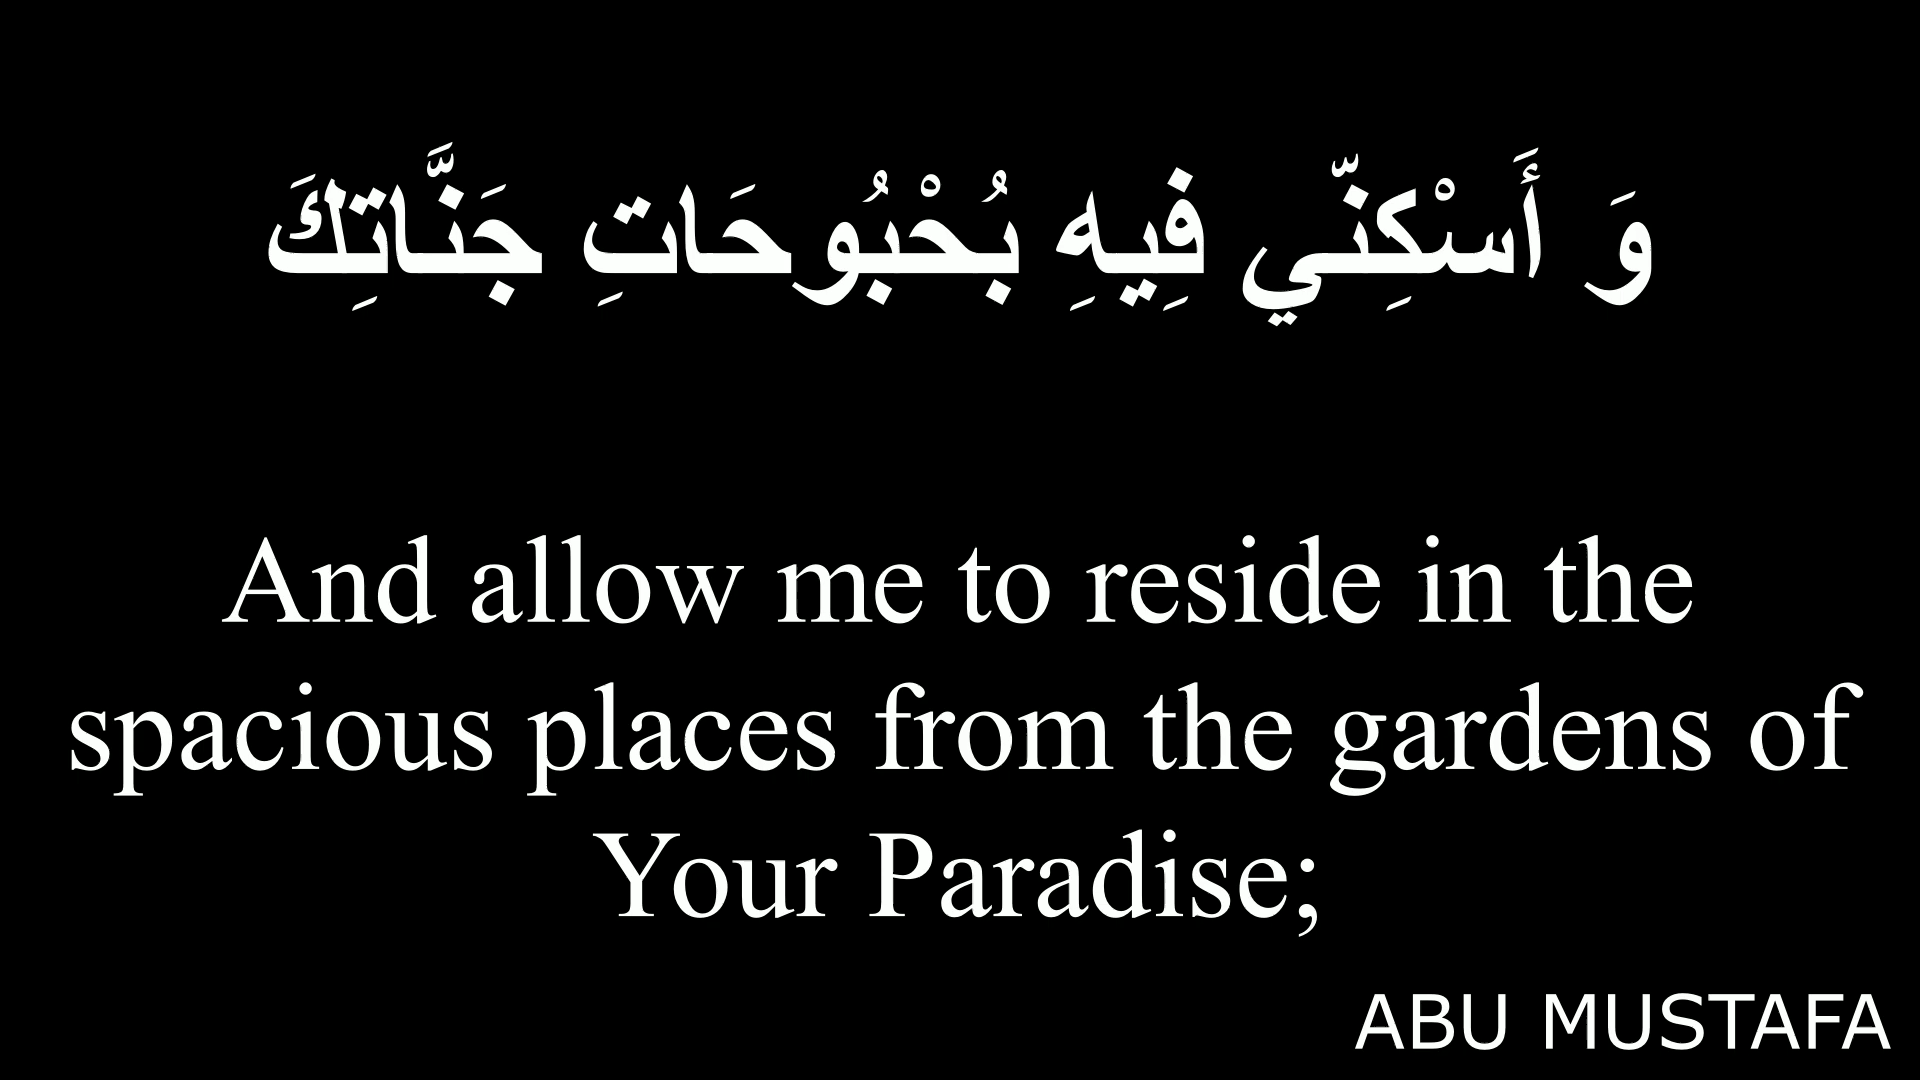 وَ أَسْكِنّي فِيهِ بُحْبُوحَاتِ جَنَّاتِكَ
And allow me to reside in the
spacious places from the gardens of
Your Paradise;
ABU MUSTAFA